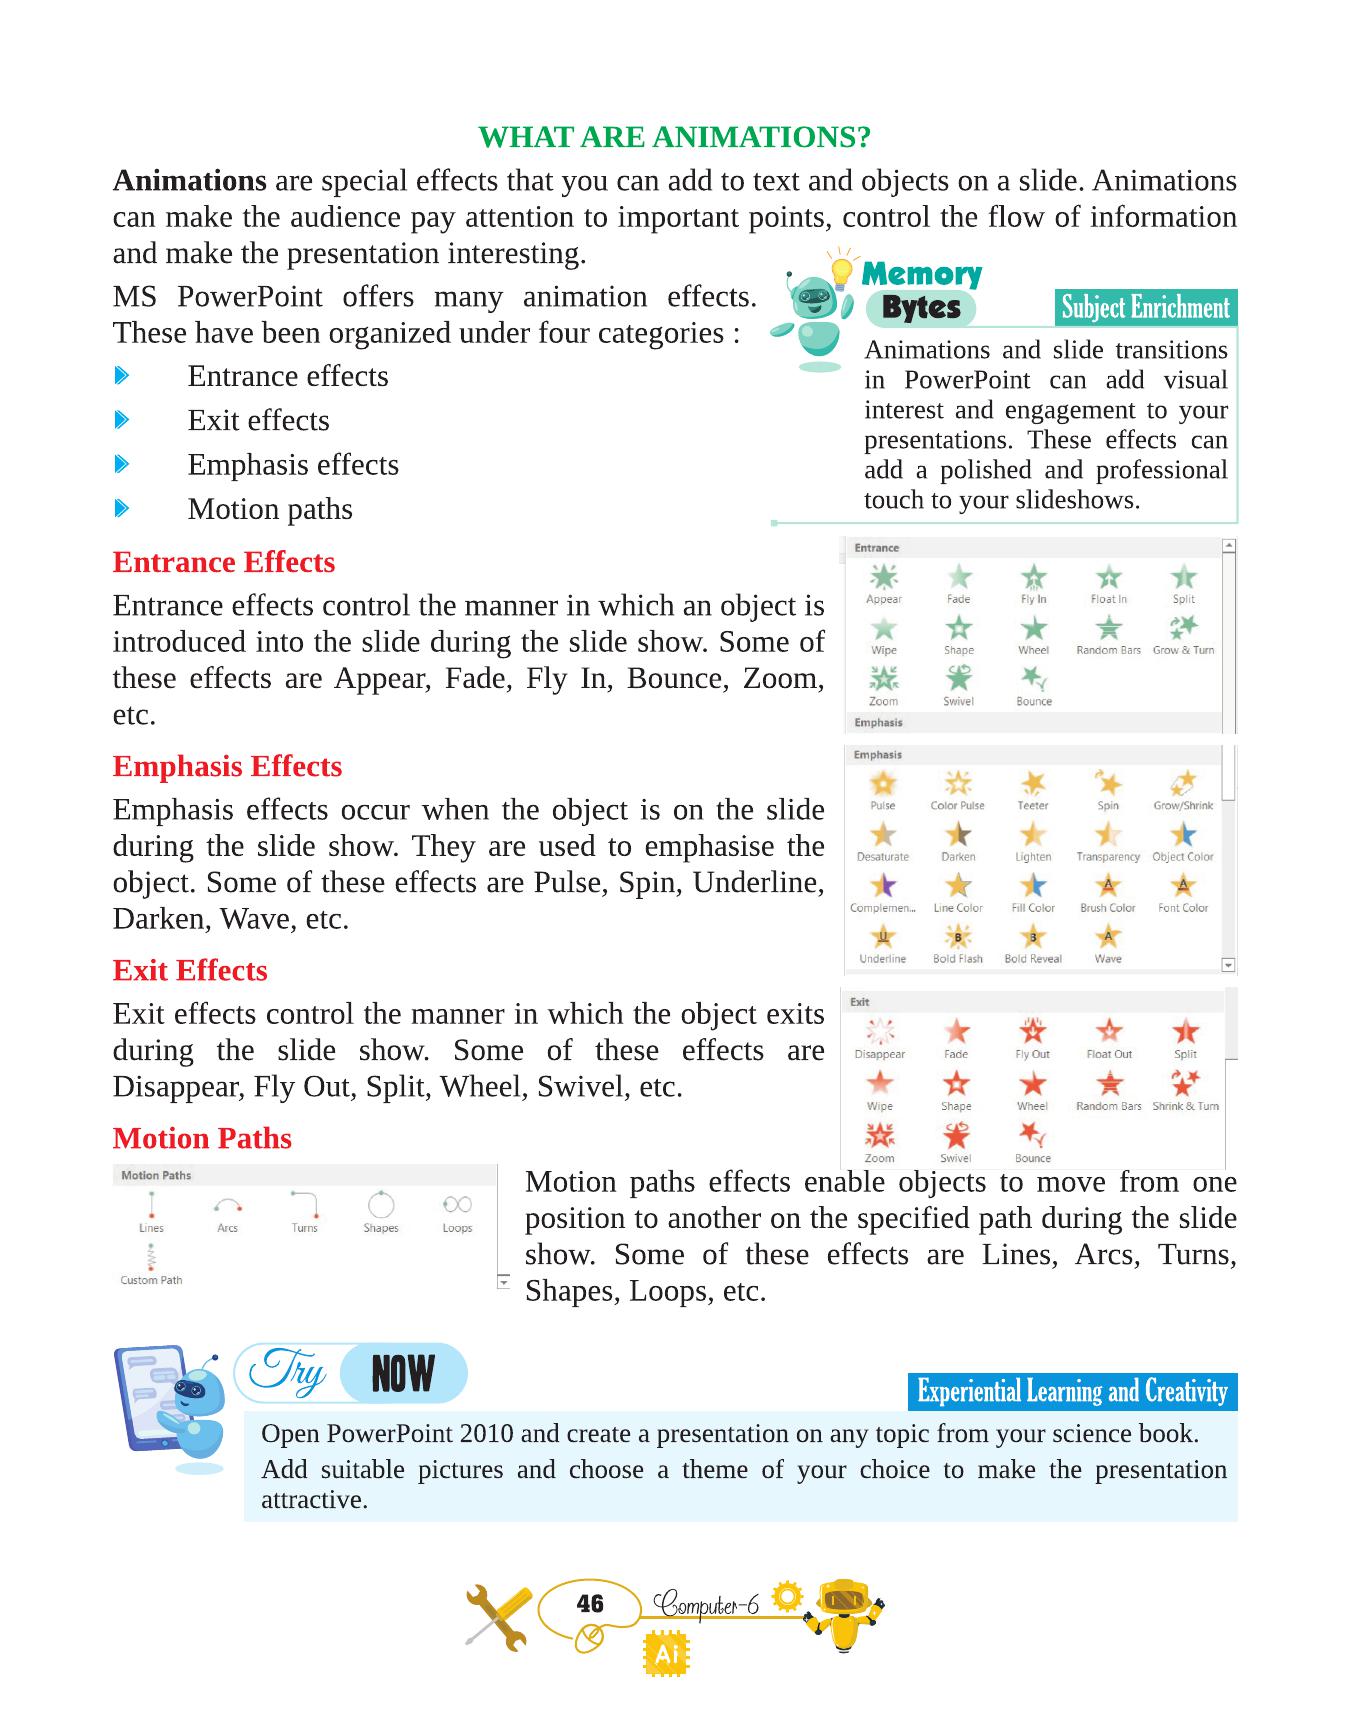 WHAT ARE ANIMATIONS?
Animations are special effects that you can add to text and objects on a slide. Animations
can make the audience pay attention to important points, control the flow of information
and make the presentation interesting.
MS PowerPoint offers many animation effects.
These have been organized under four categories :
Entrance effects
Exit effects
Emphasis effects
Motion paths
Memory
Bytes
Subject Enrichment
Animations and slide transitions
in PowerPoint can add visual
interest and engagement to your
presentations. These effects can
add a polished and professional
touch to your slideshows.
Entrance Effects
Entrance effects control the manner in which an object is
introduced into the slide during the slide show. Some of
these effects are Appear, Fade, Fly In, Bounce, Zoom,
etc.
Entrance
Appear Fade Fly In Float In Split
Wipe Shape Wheel Random Bars Grow & Turn
Zoom Swivel Bounce
Emphasis
Emphasis Effects
Emphasis effects occur when the object is on the slide
during the slide show. They are used to emphasise the
object. Some of these effects are Pulse, Spin, Underline,
Darken, Wave, etc.
Emphasis
Pulse Color Pulse Teeter Spin Grow/Shrink
Desaturate Darken Lighten Transparency Object Color
A A
Complemen... Line Color Fill Color Brush Color Font Color
U B B A
Underline Bold Flash Bold Reveal Wave
Exit Effects
Exit effects control the manner in which the object exits
during the slide show. Some of these effects are
Disappear, Fly Out, Split, Wheel, Swivel, etc.
Exit
Disappear Fade Fly Out Float Out Split
Wipe Shape Wheel Random Bars Shrink & Turn
Zoom Swivel Bounce
Motion Paths
Motion Paths
Lines Arcs Turns Shapes Loops
Custom Path
Motion paths effects enable objects to move from one
position to another on the specified path during the slide
show. Some of these effects are Lines, Arcs, Turns,
Shapes, Loops, etc.
Try NOW
Experiential Learning and Creativity
Open PowerPoint 2010 and create a presentation on any topic from your science book.
Add suitable pictures and choose a theme of your choice to make the presentation
attractive.
46
Computer-6
Ai